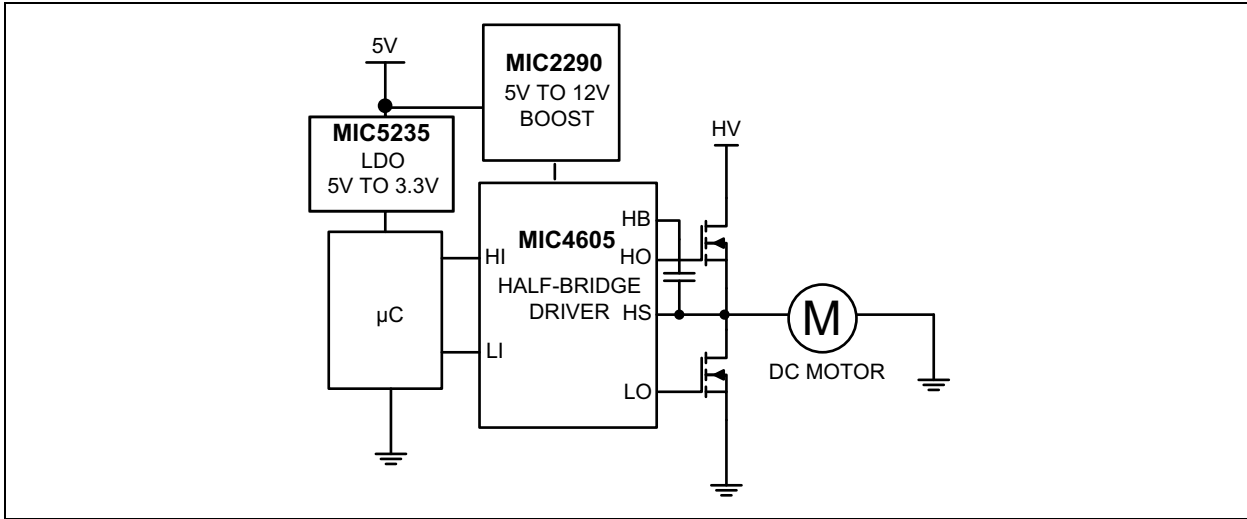 5V
MIC2290
5V TO 12V
BOOST
MIC5235
LDO
5V TO 3.3V
HV
MIC4605
HALF-BRIDGE
DRIVER
HB
HO
HS
HI
LI
LO
µC
M
DC MOTOR